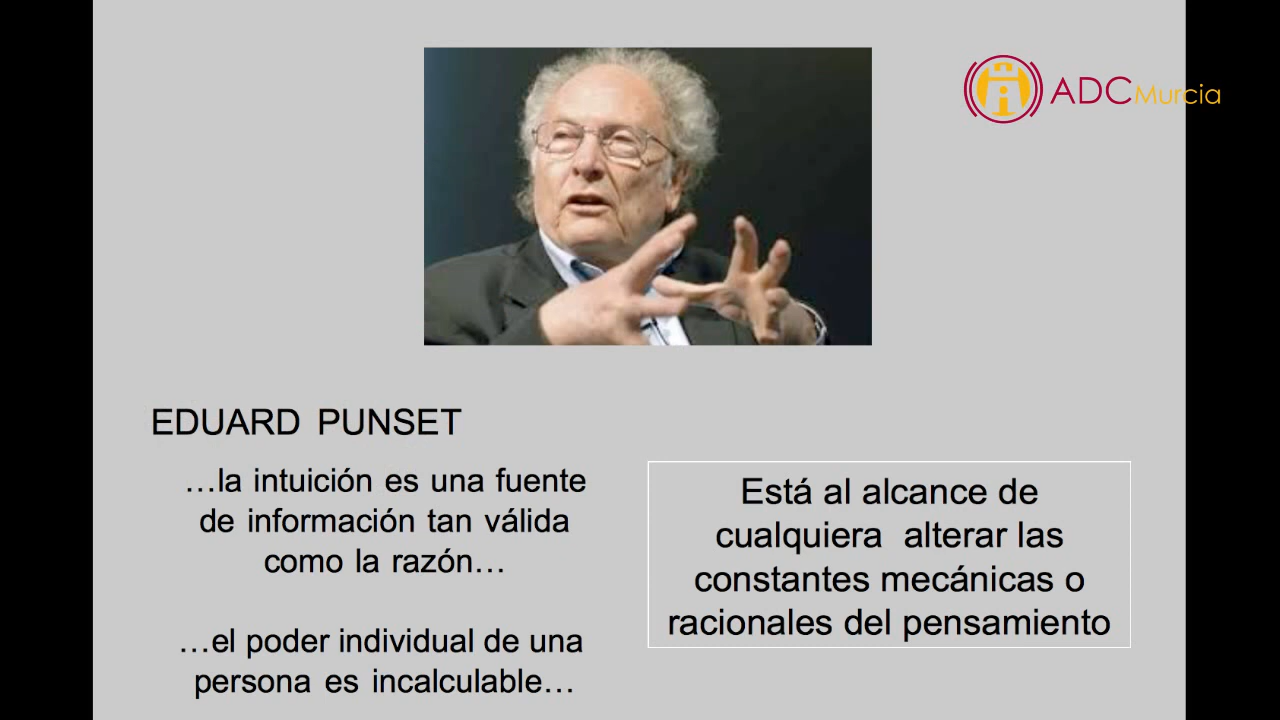 ADCMurcia
EDUARD PUNSET
…la intuición es una fuente
de información tan válida
como la razón…
…el poder individual de una
persona es incalculable…
Está al alcance de
cualquiera alterar las
constantes mecánicas o
racionales del pensamiento